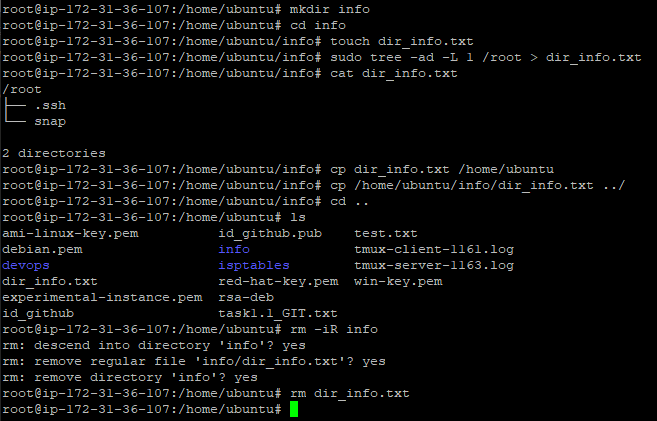 root@ip-172-31-36-107:/home/ubuntu# mkdir info
root@ip-172-31-36-107:/home/ubuntu# cd info
root@ip-172-31-36-107:/home/ubuntu/info# touch dir_info.txt
root@ip-172-31-36-107:/home/ubuntu/info# sudo tree -ad -L 1 /root > dir_info.txt
root@ip-172-31-36-107:/home/ubuntu/info# cat dir_info.txt
/root
├── .ssh
└── snap

2 directories
root@ip-172-31-36-107:/home/ubuntu/info# cp dir_info.txt /home/ubuntu
root@ip-172-31-36-107:/home/ubuntu/info# cp /home/ubuntu/info/dir_info.txt ../
root@ip-172-31-36-107:/home/ubuntu/info# cd ..
root@ip-172-31-36-107:/home/ubuntu# ls
ami-linux-key.pem          id_github.pub    test.txt
debian.pem                 info             tmux-client-1161.log
devops                     isptables        tmux-server-1163.log
dir_info.txt               red-hat-key.pem  win-key.pem
experimental-instance.pem  rsa-deb
id_github                  task1.1_GIT.txt
root@ip-172-31-36-107:/home/ubuntu# rm -iR info
rm: descend into directory 'info'? yes
rm: remove regular file 'info/dir_info.txt'? yes
rm: remove directory 'info'? yes
root@ip-172-31-36-107:/home/ubuntu# rm dir_info.txt
root@ip-172-31-36-107:/home/ubuntu#